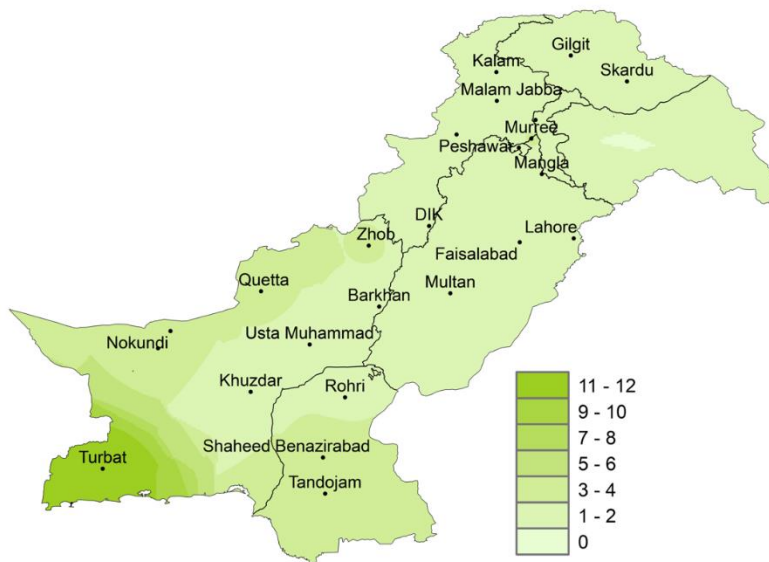 Gilgit
Kalam
Skardu
Malam Jabba
Murree
Peshawar
Mangla
DIK
Zhob
Lahore
Faisalabad
Quetta
Multan
Barkhan
Nokundi
Usta Muhammad
Khuzdar
Rohri
Shaheed Benazirabad
Turbat
Tandojam
11 - 12
9 - 10
7 - 8
5 - 6
3 - 4
1 - 2
0